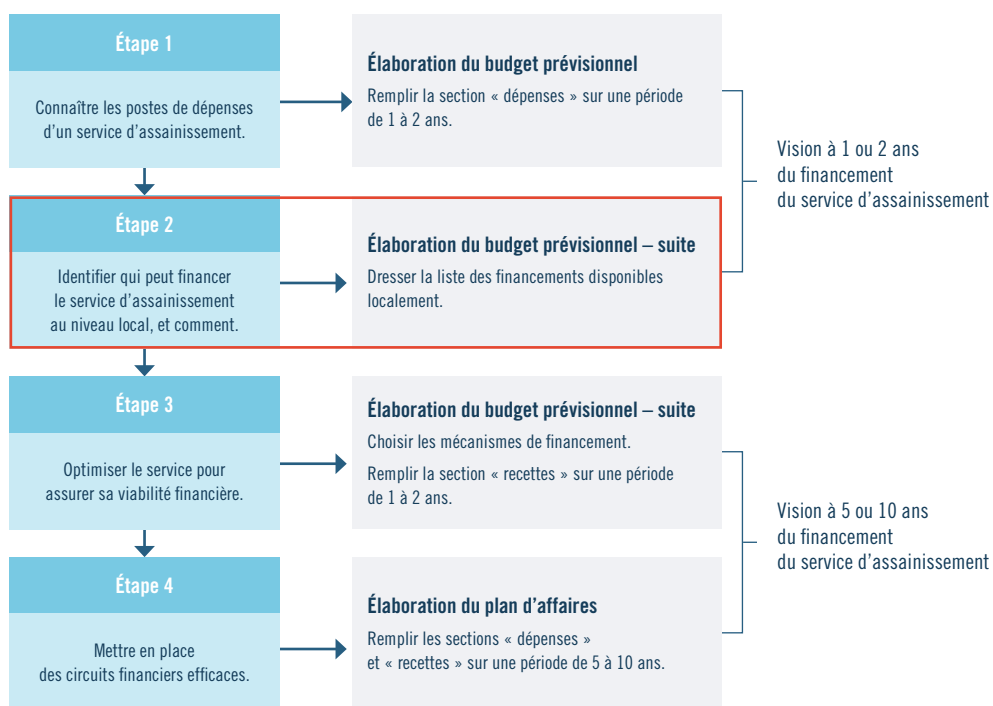 Étape 1
Connaître les postes de dépenses
d’un service d’assainissement.
Élaboration du budget prévisionnel
Remplir la section « dépenses » sur une période
de 1 à 2 ans.
Étape 2
Identifier qui peut financer
le service d’assainissement
au niveau local, et comment.
Élaboration du budget prévisionnel – suite
Dresser la liste des financements disponibles
localement.
Vision à 1 ou 2 ans
du financement
du service d’assainissement
Étape 3
Optimiser le service pour
assurer sa viabilité financière.
Élaboration du budget prévisionnel – suite
Choisir les mécanismes de financement.
Remplir la section « recettes » sur une période
de 1 à 2 ans.
Étape 4
Mettre en place
des circuits financiers efficaces.
Élaboration du plan d’affaires
Remplir les sections « dépenses »
et « recettes » sur une période de 5 à 10 ans.
Vision à 5 ou 10 ans
du financement
du service d’assainissement